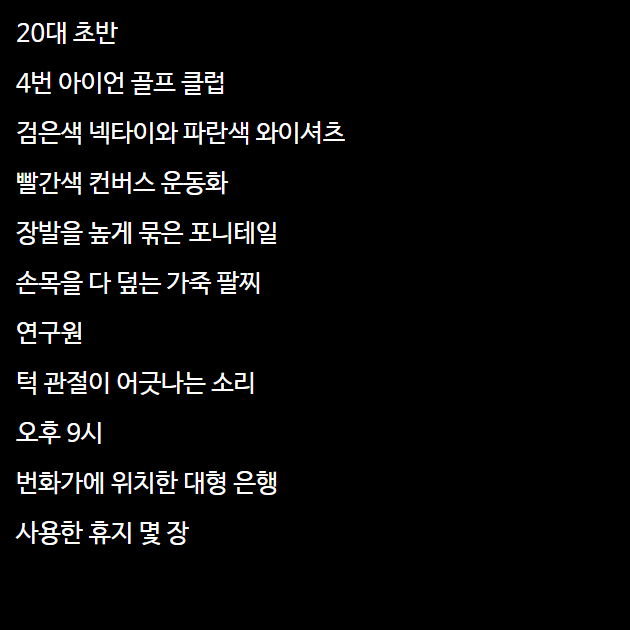 20대 초반
4번 아이언 골프 클럽
검은색 넥타이와 파란색 와이셔츠
빨간색 컨버스 운동화
장발을 높게 묶은 포니테일
손목을 다 덮는 가죽 팔찌
연구원
턱 관절이 어긋나는 소리
오후 9시
번화가에 위치한 대형 은행
사용한 휴지 몇 장